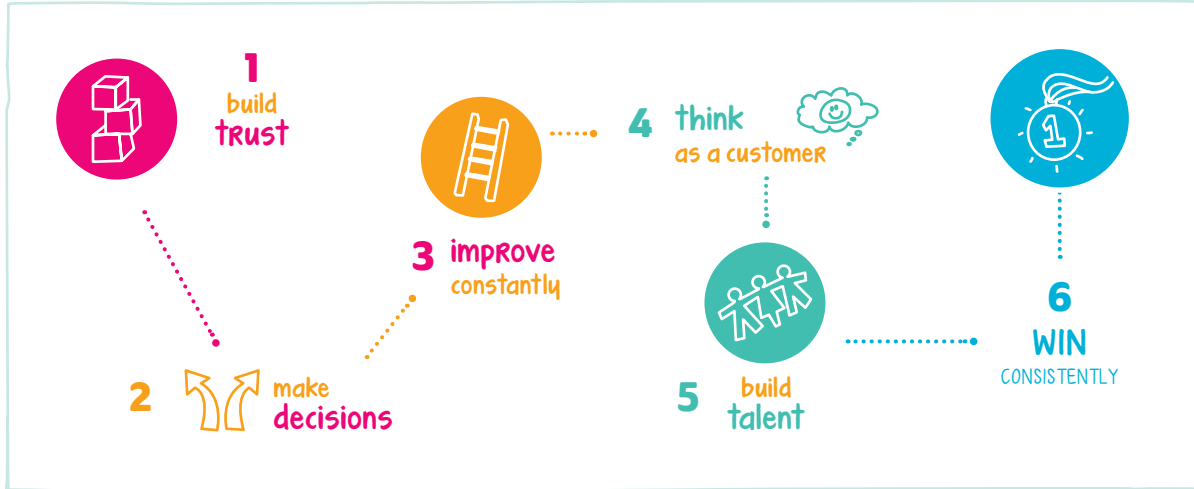 1
build
trust
2
make
decisions
3
improve
constantly
4
think
as a customer
5
build
talent
1
6
WIN
CONSISTENTLY